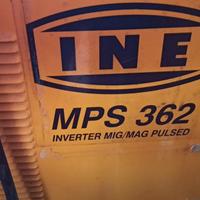 INE
MPS 362
INVERTER MIG/MAG PULSED